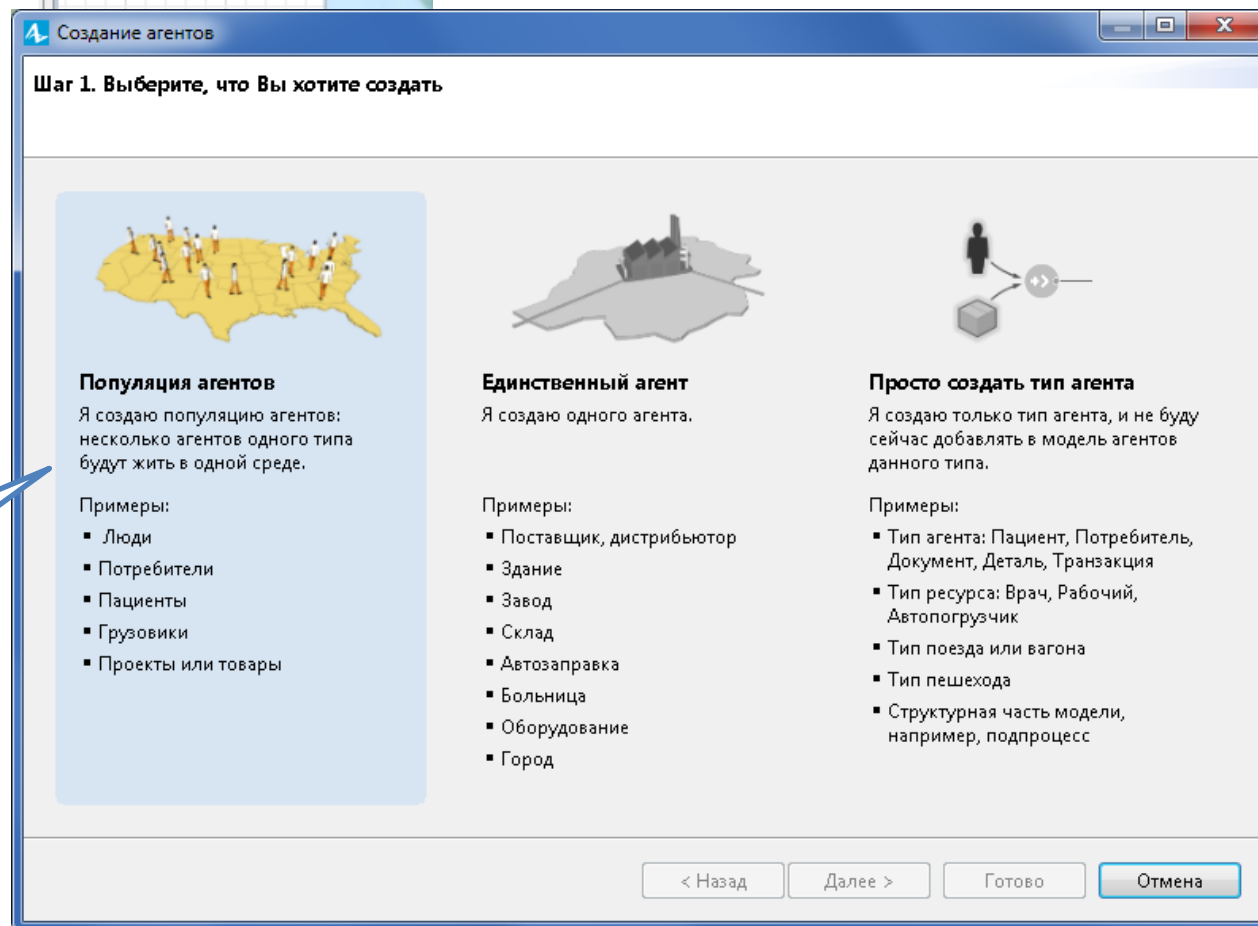 Создание агентов
Шаг 1. Выберите, что Вы хотите создать
Популяция агентов
Я создаю популяцию агентов:
несколько агентов одного типа
будут жить в одной среде.
Примеры:
▪ Люди
▪ Потребители
▪ Пациенты
▪ Грузовики
▪ Проекты или товары
Единственный агент
Я создаю одного агента.
Примеры:
▪ Поставщик, дистрибьютор
▪ Здание
▪ Завод
▪ Склад
▪ Автозаправка
▪ Больница
▪ Оборудование
▪ Город
Просто создать тип агента
Я создаю только тип агента, и не буду
сейчас добавлять в модель агентов
данного типа.
Примеры:
▪ Тип агента: Пациент, Потребитель,
Документ, Деталь, Транзакция
▪ Тип ресурса: Врач, Рабочий,
Автопогрузчик
▪ Тип поезда или вагона
▪ Тип пешехода
▪ Структурная часть модели,
например, подпроцесс
< Назад
Далее >
Готово
Отмена